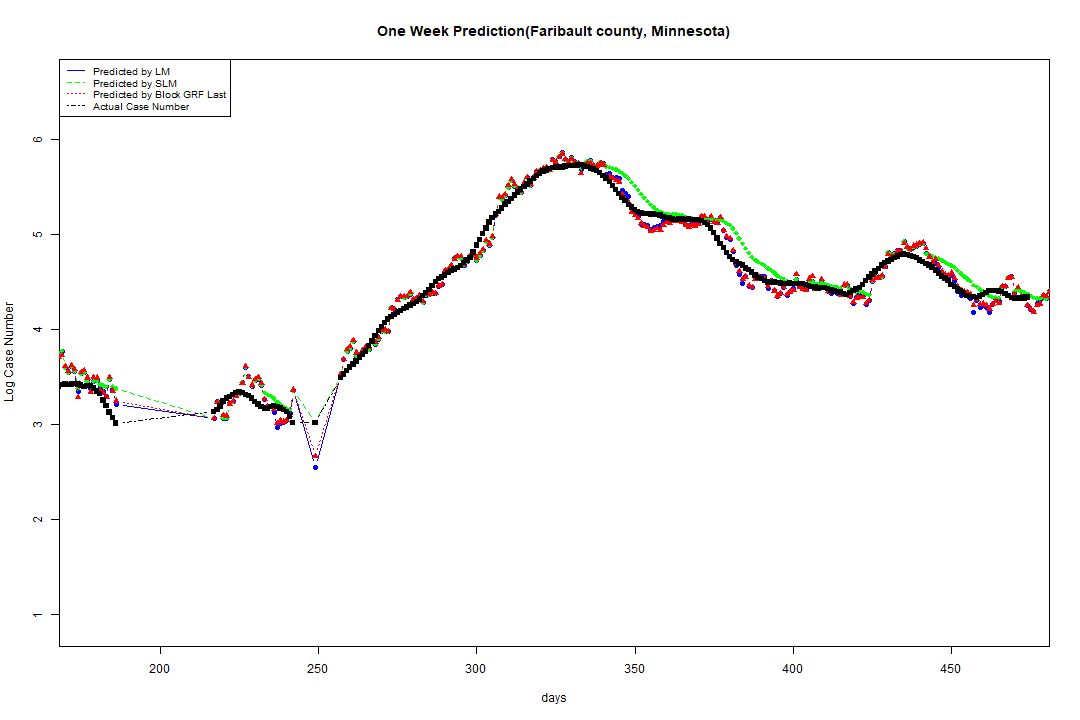 One Week Prediction(Faribault county, Minnesota)
Predicted by LM
Predicted by SLM
Predicted by Block GRF Last
Actual Case Number
Log Case Number
6
5
4
3
2
1
200 250 300 350 400 450
days